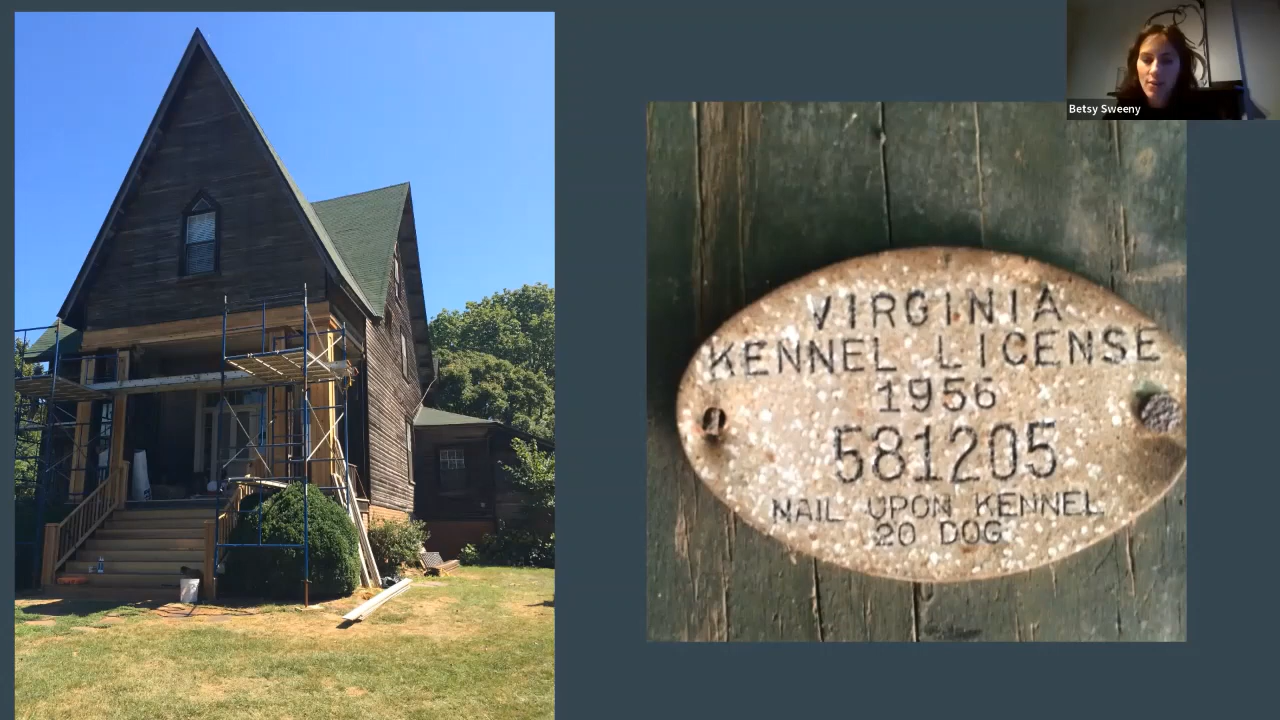 Betsy Sweeny
VIRGINIA
KENNEL LICENSE
1956
581205
NAIL UPON KENNEL
20 DOG